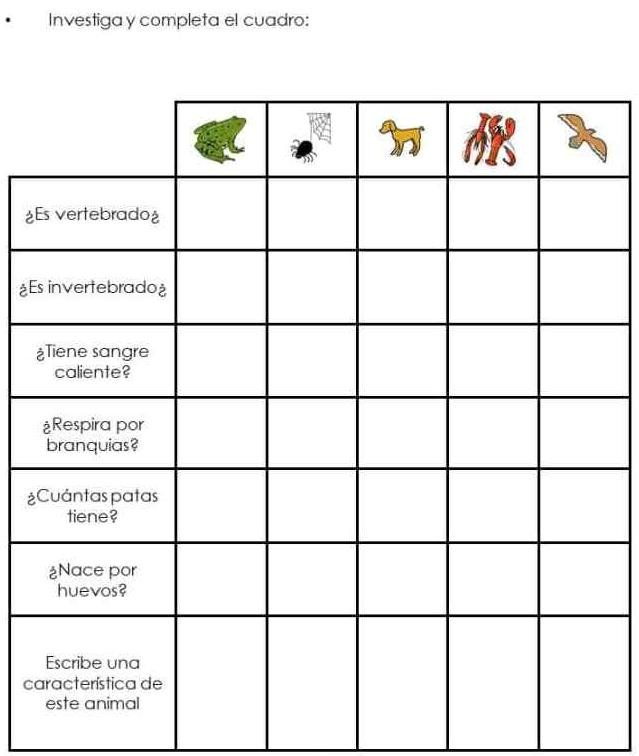 • Investiga y completa el cuadro:
¿Es vertebrado¿
¿Es invertebrado¿
¿Tiene sangre
caliente?
¿Respira por
branquias?
¿Cuántas patas
tiene?
¿Nace por
huevos?
Escribe una
característica de
este animal